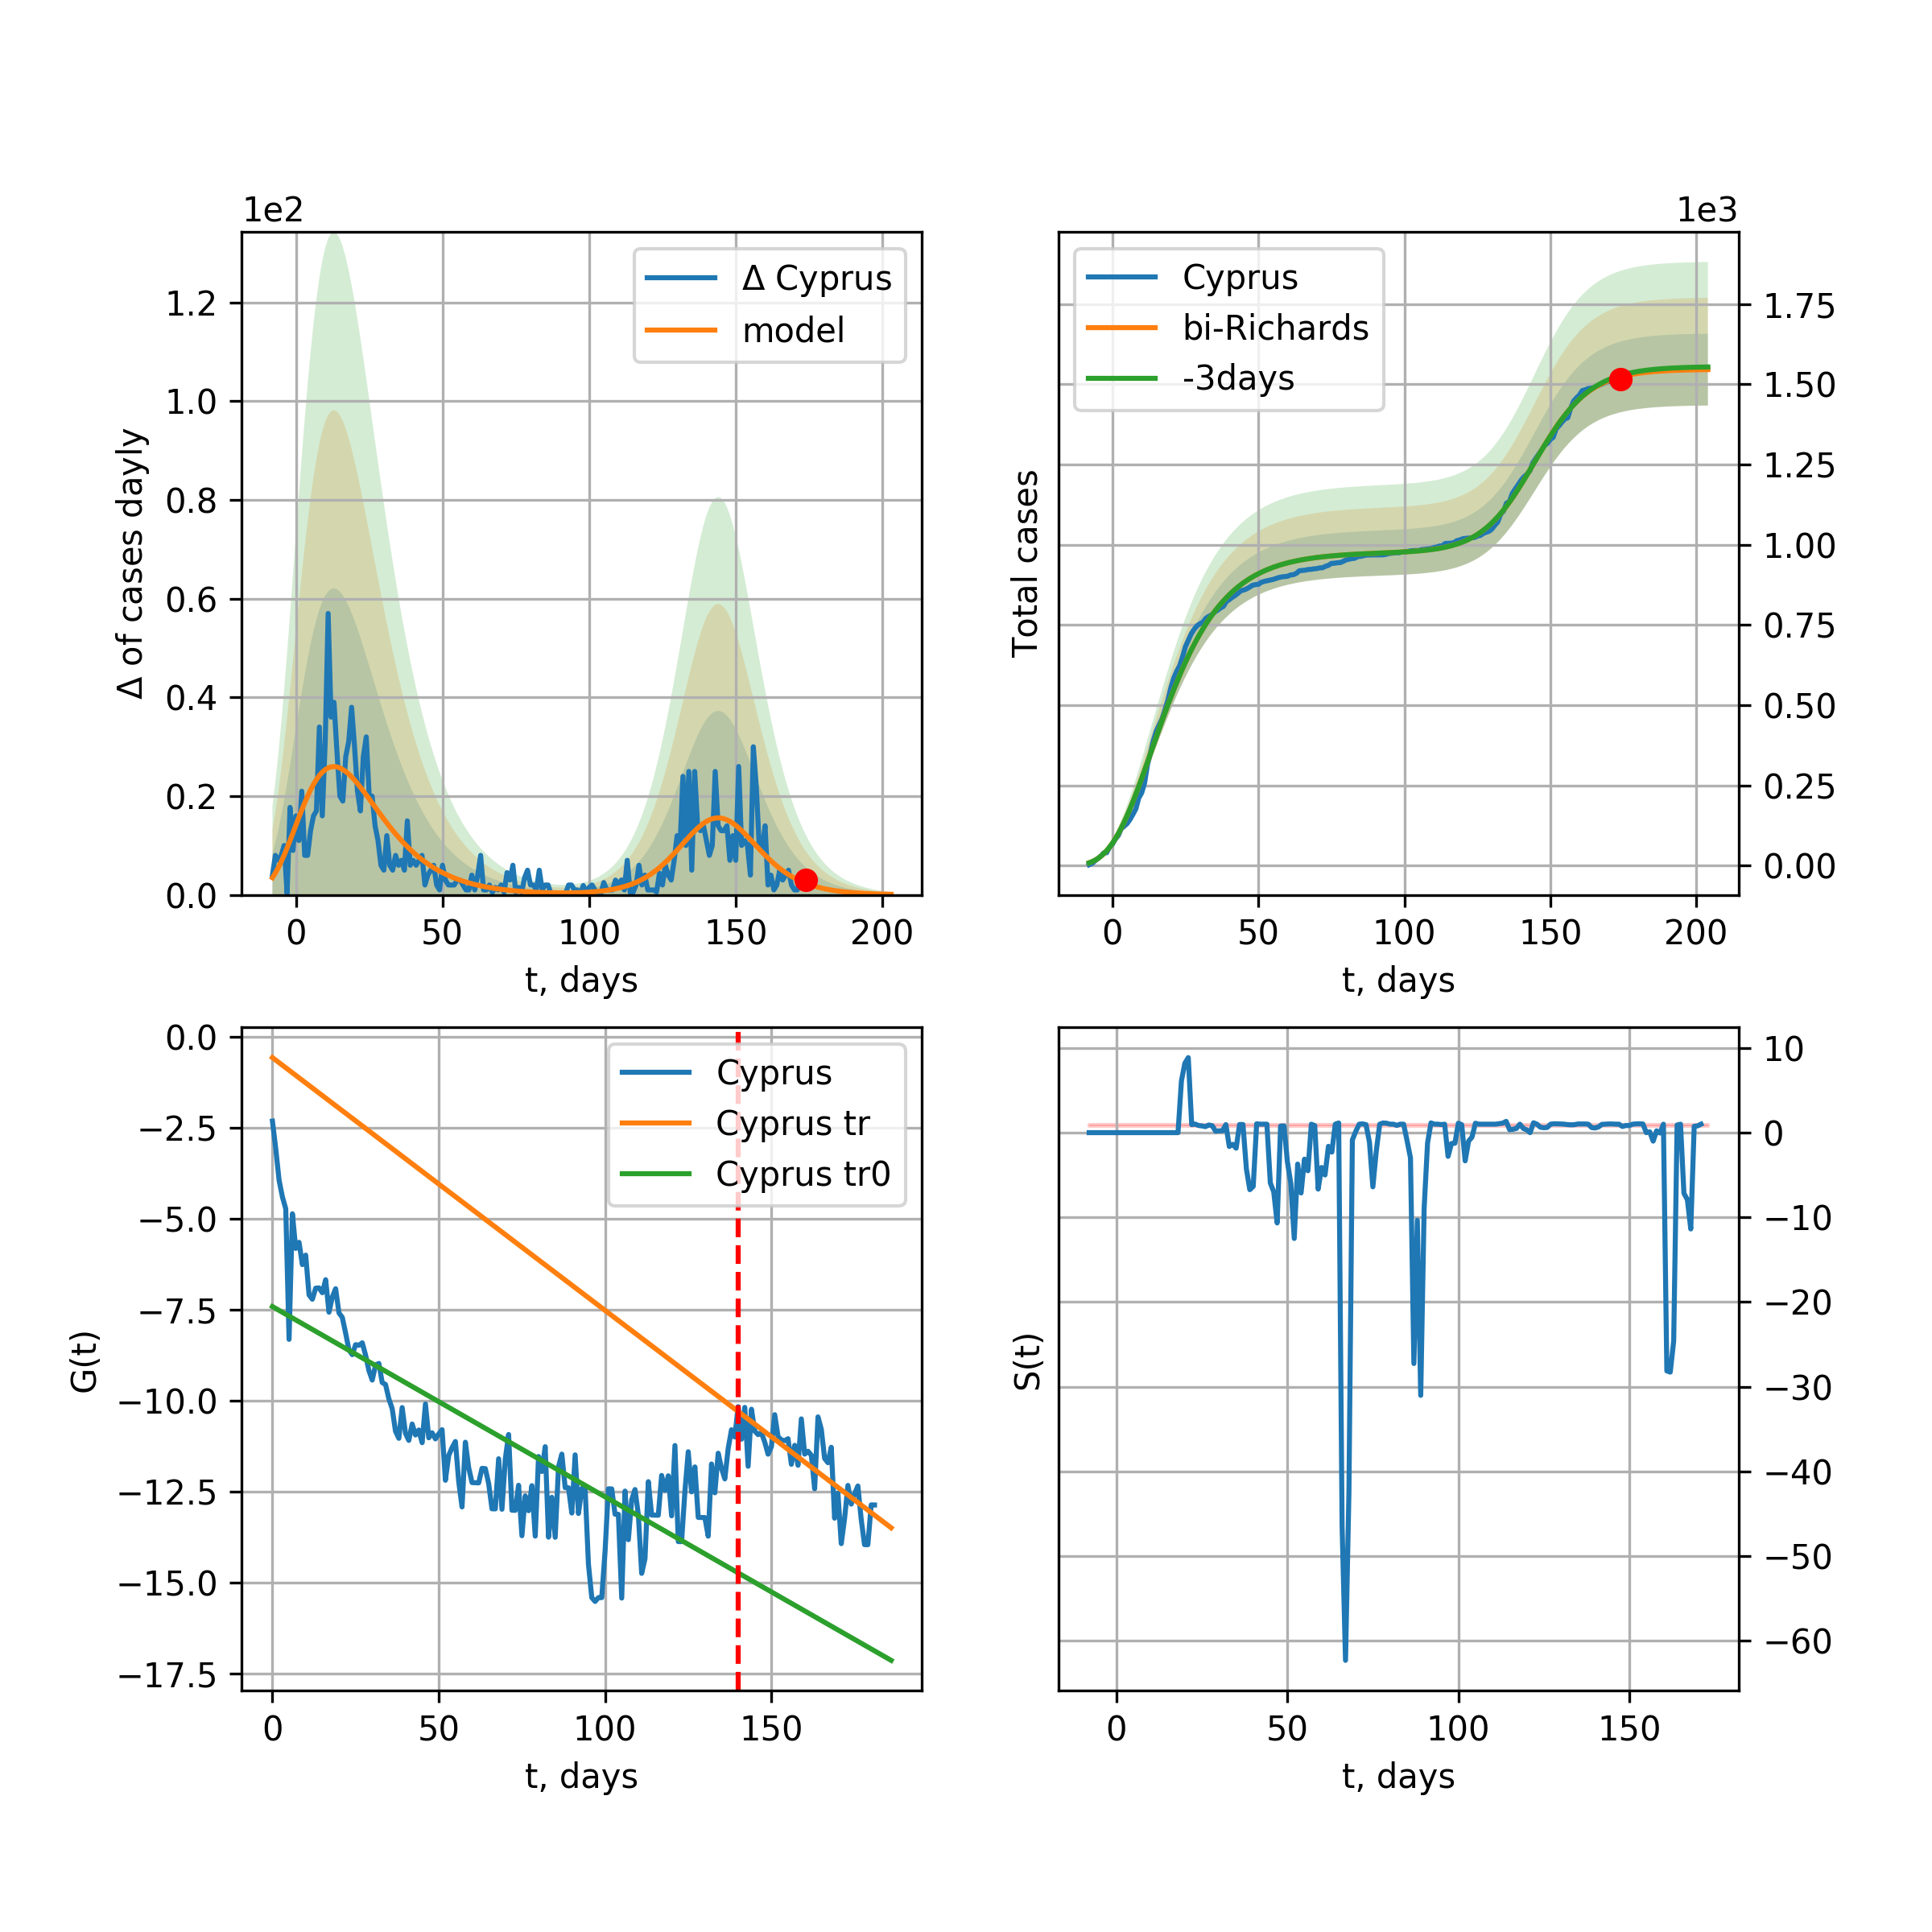 1e2
Δ of cases dayly
1.2
1.0
0.8
0.6
0.4
0.2
0.0
Δ Cyprus
model
0 50 100 150 200
t, days
1e3
Total cases
Cyprus
bi-Richards
-3days
1.75
1.50
1.25
1.00
0.75
0.50
0.25
0.00
0 50 100 150 200
t, days
G(t)
0.0
−2.5
−5.0
−7.5
−10.0
−12.5
−15.0
−17.5
Cyprus
Cyprus tr
Cyprus tr0
0 50 100 150
t, days
S(t)
10
0
−10
−20
−30
−40
−50
−60
0 50 100 150
t, days